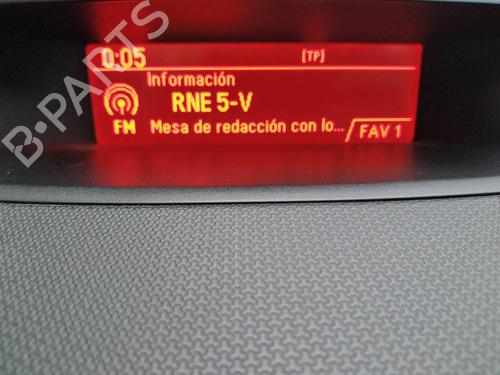 0:05 [TP]
Información
RNE 5-V
FM Mesa de redacción con lo... FAV 1
B-PARTS